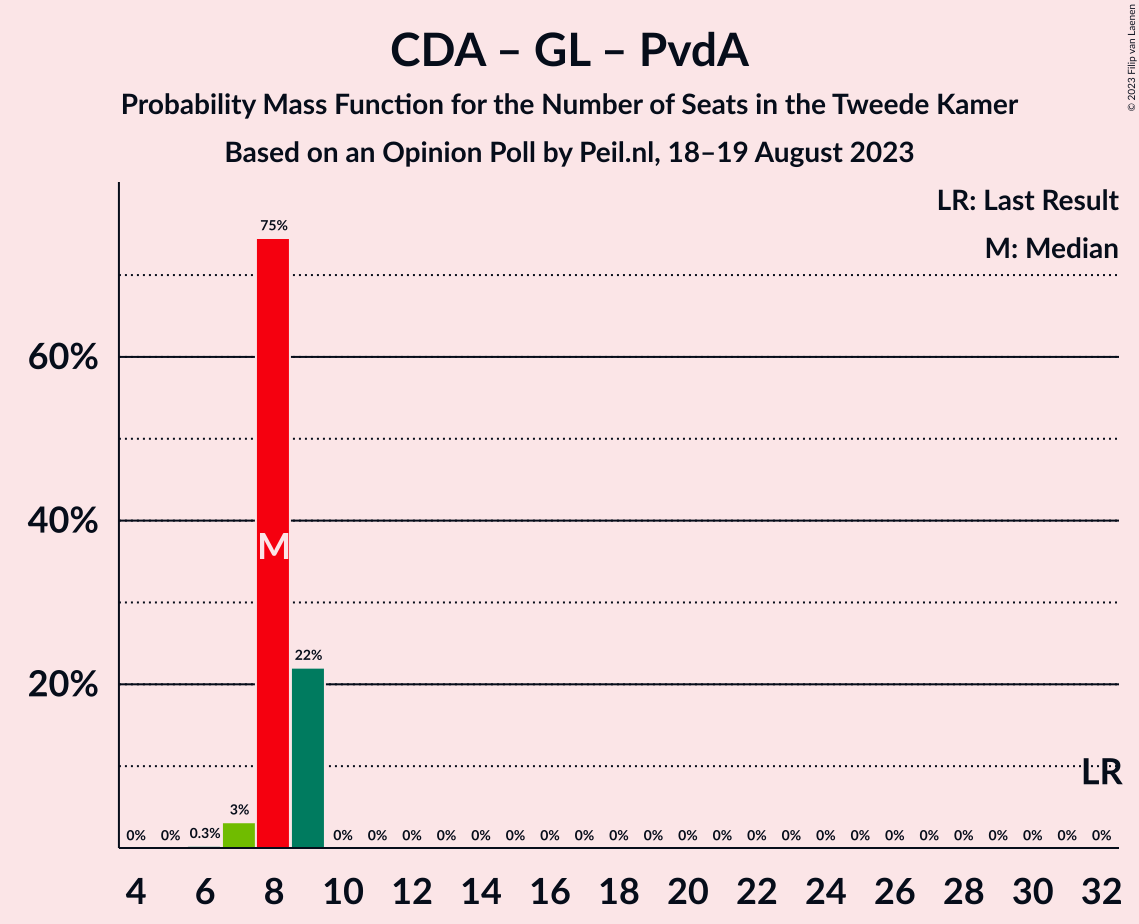 CDA – GL – PvdA
Probability Mass Function for the Number of Seats in the Tweede Kamer
Based on an Opinion Poll by Peil.nl, 18–19 August 2023
© 2023 Filip van Laenen
LR: Last Result
M: Median
60%
40%
20%
75%
M
22%
LR
3%
0% 0% 0.3% 0% 0% 0% 0% 0% 0% 0% 0% 0% 0% 0% 0% 0% 0% 0% 0% 0% 0% 0% 0% 0% 0% 0%
4 6 8 10 12 14 16 18 20 22 24 26 28 30 32